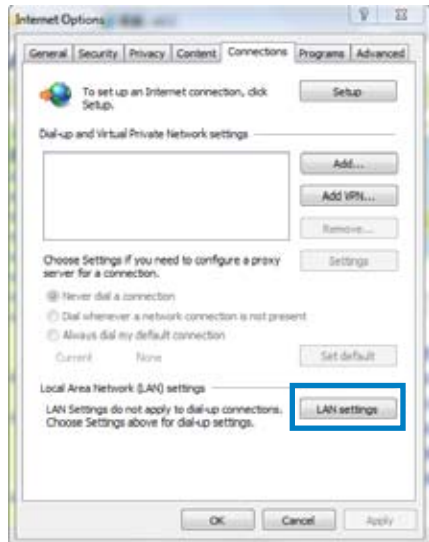 Internet Options
General Security Privacy Content Connections Programs Advanced
To set up an Internet connection, click Setup
Setup.
Dial-up and Virtual Private Network settings
Add...
Add VPN...
Remove...
Choose Settings if you need to configure a proxy Settings
server for a connection.
Never dial a connection
Dial whenever a network connection is not present
Always dial my default connection
Current None Set default
Local Area Network (LAN) settings
LAN Settings do not apply to dial-up connections. LAN settings
Choose Settings above for dial-up settings.
OK Cancel Apply